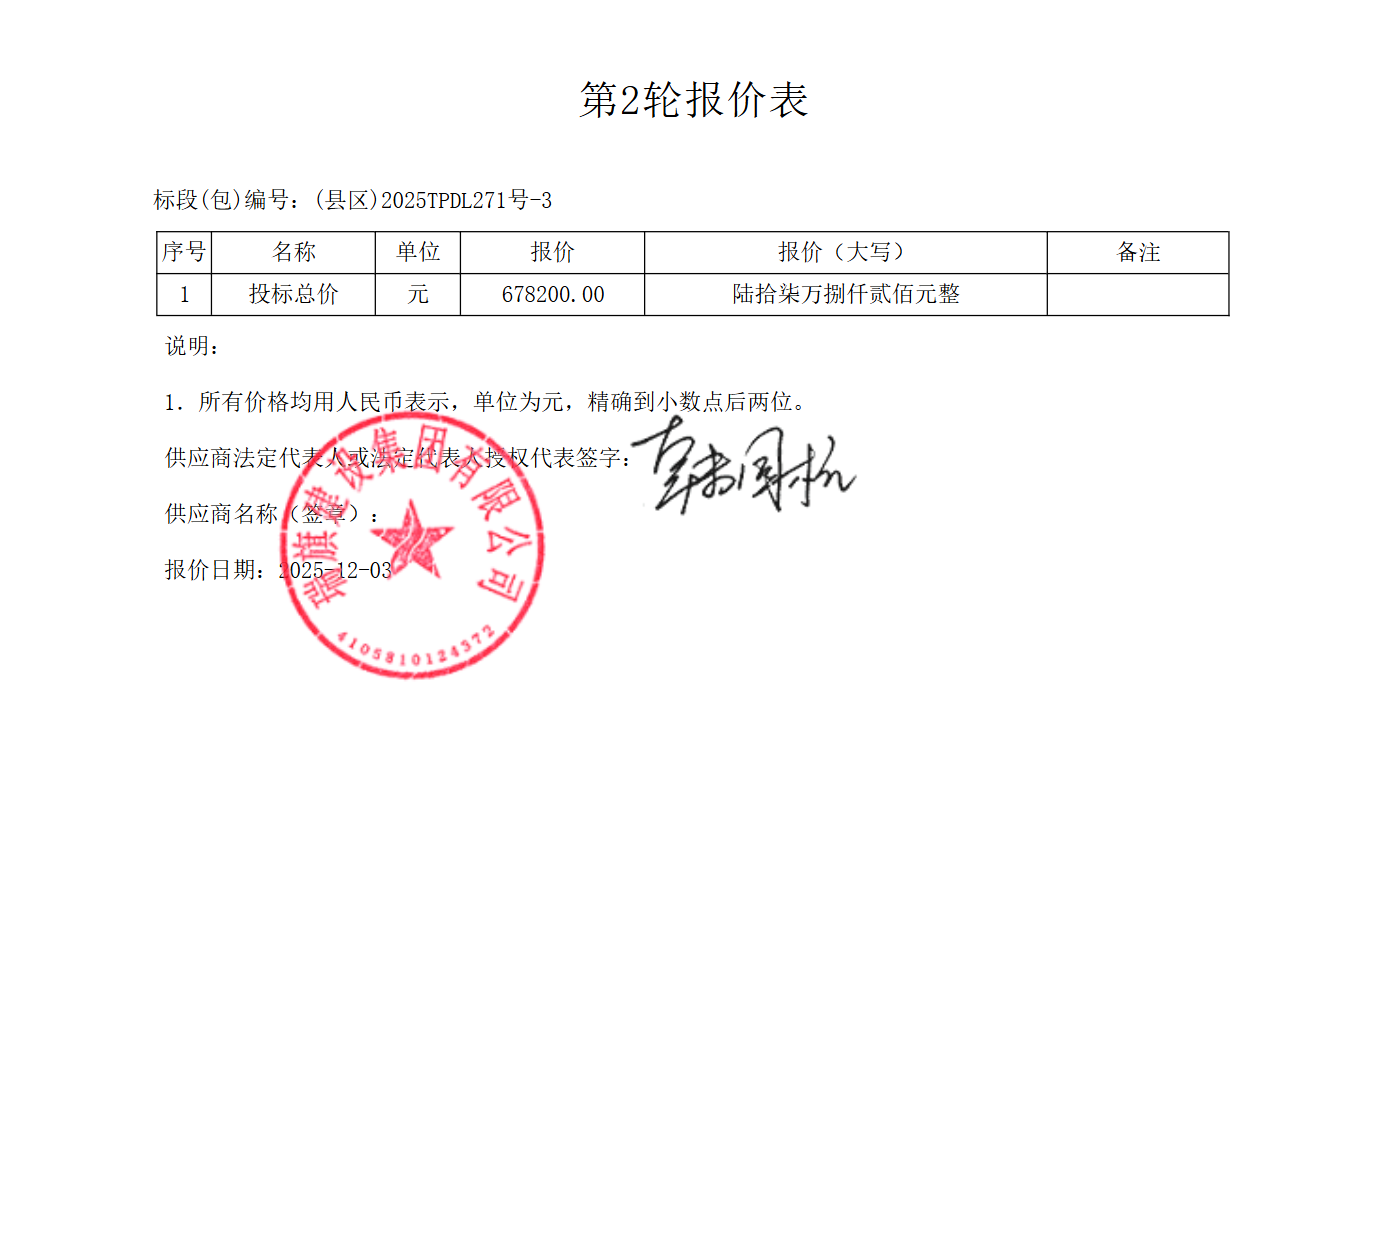 第2轮报价表
标段(包)编号：(县区)2025TPDL271号-3
序号 名称 单位 报价 报价（大写） 备注
1 投标总价 元 678200.00 陆拾柒万捌仟贰佰元整
说明：
1. 所有价格均用人民币表示，单位为元，精确到小数点后两位。
供应商法定代表人或法定代表人授权代表签字：
供应商名称（签章）：
报价日期：2025-12-03
瑞旗建设集团有限公司
4105810124372